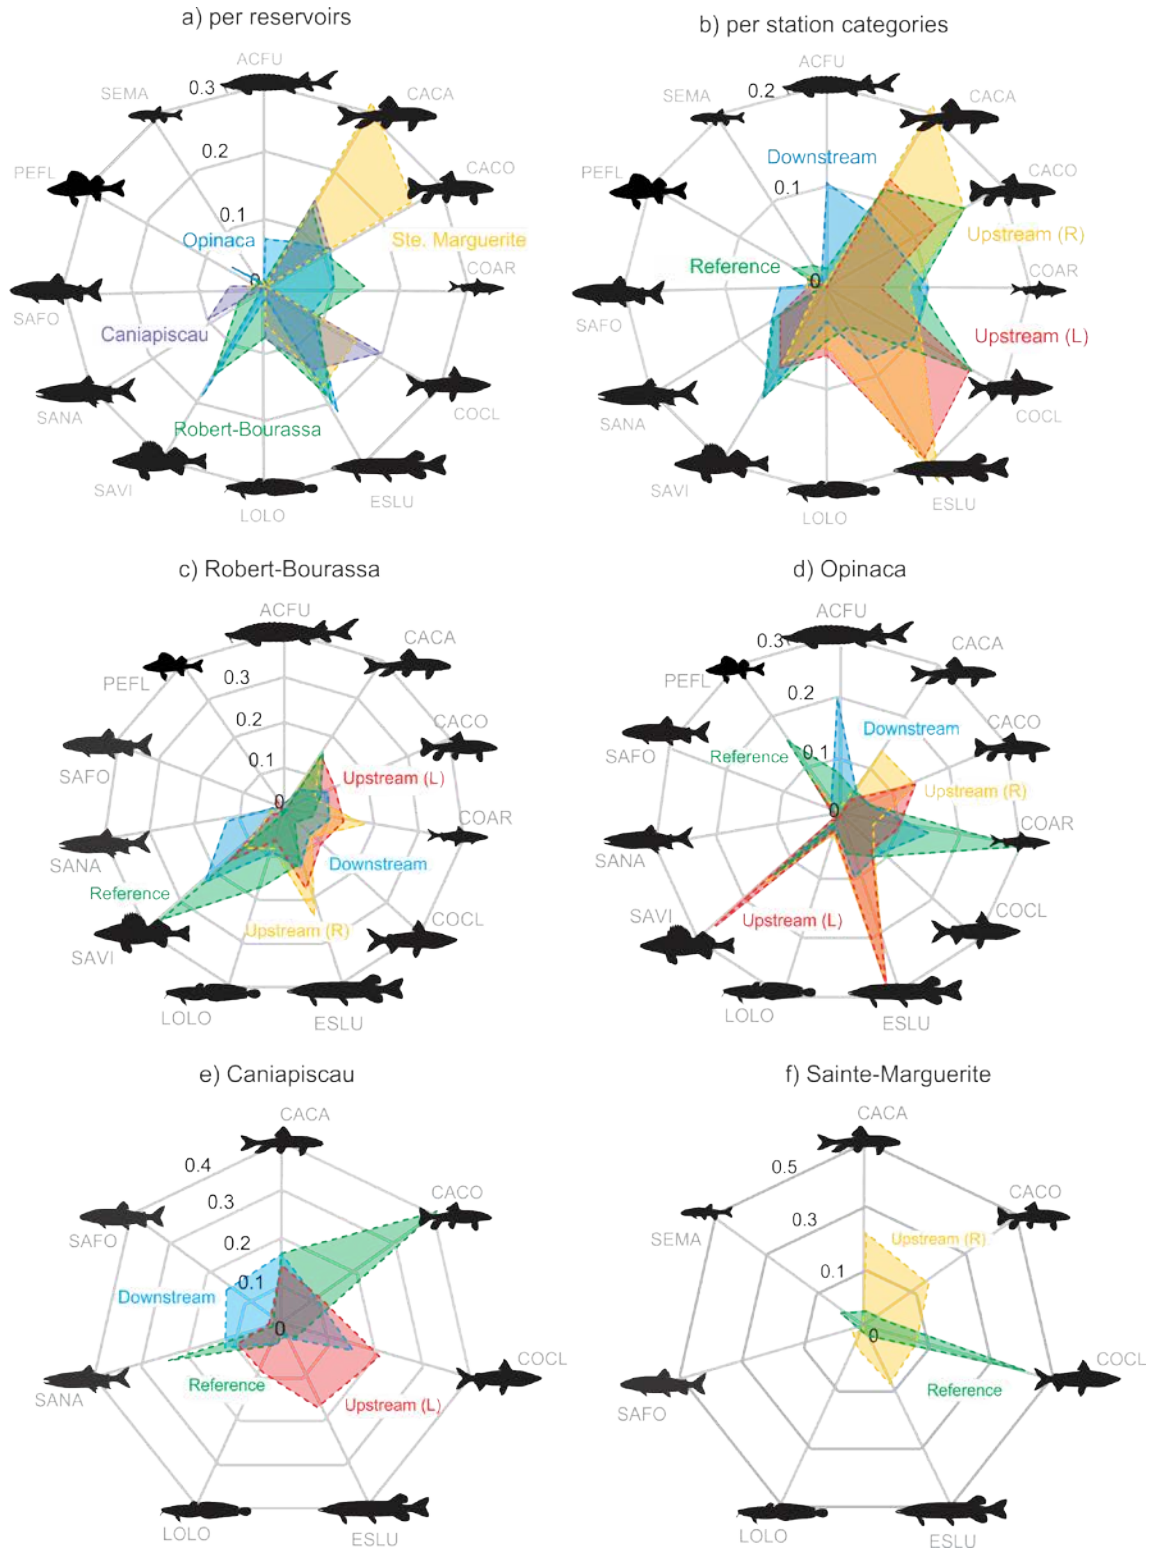 a) per reservoirs
b) per station categories
ACFU
0.3
SEMA
CACA
0.2
PEFL
CACO
0.1
Opinaca
Ste. Marguerite
0
COAR
SAFO
Caniapiscau
SANA
COCL
Robert-Bourassa
SAVI
LOLO
ESLU
ACFU
0.2
SEMA
CACA
Downstream
PEFL
CACO
0.1
Upstream (R)
Reference
0
COAR
SAFO
Upstream (L)
SANA
COCL
SAVI
LOLO
ESLU
c) Robert-Bourassa
d) Opinaca
ACFU
CACA
PEFL
0.3
0.2
CACO
SAFO
0.1
Upstream (L)
0
COAR
SANA
Downstream
Reference
COCL
SAVI
Upstream (R)
LOLO
ESLU
ACFU
0.3
CACA
PEFL
0.2
CACO
Downstream
SAFO
Reference
0.1
Upstream (R)
0
COAR
SANA
SAVI
Upstream (L)
COCL
LOLO
ESLU
e) Caniapiscau
f) Sainte-Marguerite
CACA
0.4
0.3
CACO
SAFO
0.2
0.1
Downstream
0
COCL
SANA
Reference
Upstream (L)
LOLO
ESLU
CACA
0.5
CACO
0.3
SEMA
Upstream (R)
0.1
0
COCL
Reference
SAFO
LOLO
ESLU